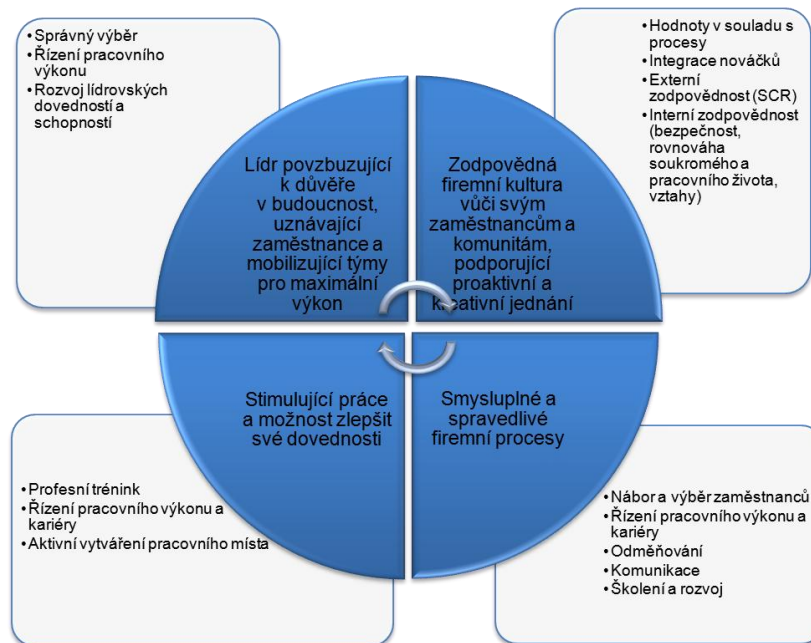 •Správný výběr
•Řízení pracovního
výkonu
•Rozvoj lídrovských
dovedností a
schopností
•Hodnoty v souladu s
procesy
•Integrace nováčků
•Externí
zodpovědnost (SCR)
•Interní zodpovědnost
(bezpečnost,
rovnováha
soukromého a
pracovního života,
vztahy)
Lídr povzbuzující
k důvěře
v budoucnost,
uznávající
zaměstnance a
mobilizující týmy
pro maximální
výkon
Zodpovědná
firemní kultura
vůči svým
zaměstnancům a
komunitám,
podporující
proaktivní a
kreativní jednání
Stimulující práce
a možnost zlepšit
své dovednosti
Smysluplné a
spravedlivé
firemní procesy
•Profesní trénink
•Řízení pracovního výkonu a
kariéry
•Aktivní vytváření pracovního místa
•Nábor a výběr zaměstnanců
•Řízení pracovního výkonu a
kariéry
•Odměňování
•Komunikace
•Školení a rozvoj